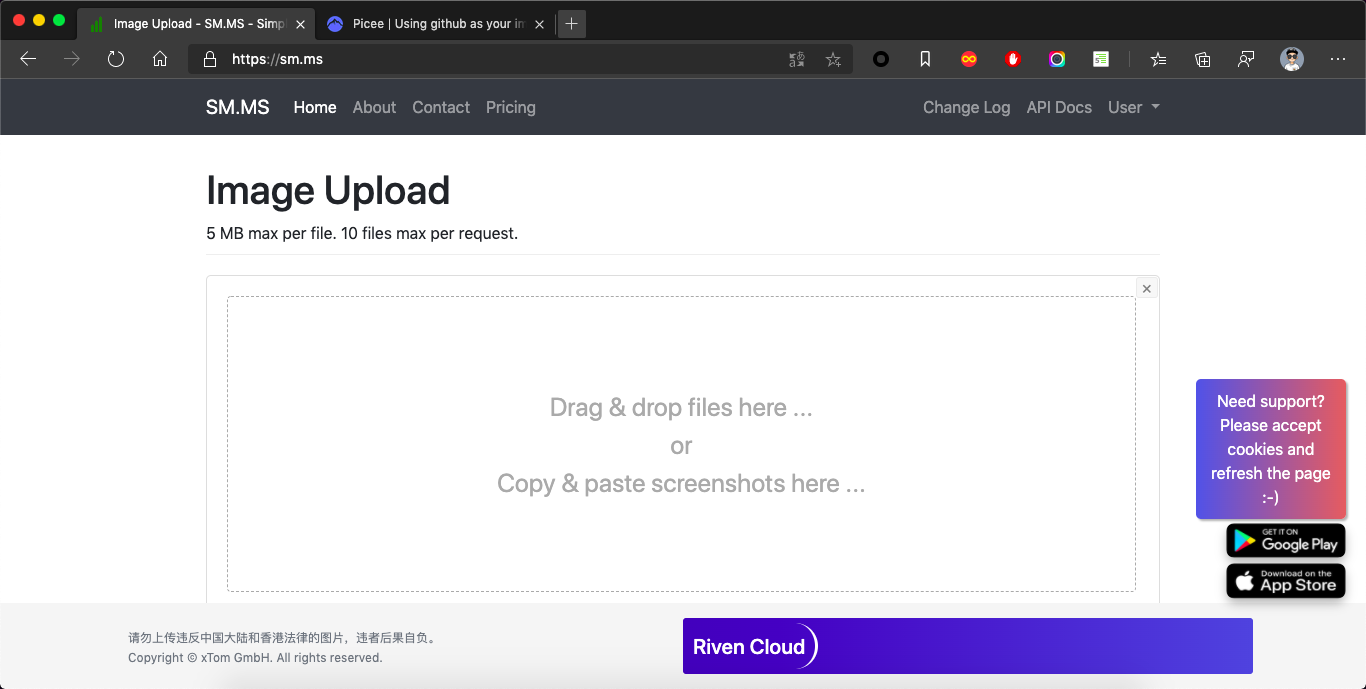 Image Upload - SM.MS - Simpl
Picee | Using github as your im
https://sm.ms
SM.MS
Home
About
Contact
Pricing
Change Log
API Docs
User
Image Upload
5 MB max per file. 10 files max per request.
Drag & drop files here ...
or
Copy & paste screenshots here ...
Need support?
Please accept
cookies and
refresh the page
:-)
GET IT ON
Google Play
Download on the
App Store
请勿上传违反中国大陆和香港法律的图片，违者后果自负。
Copyright © xTom GmbH. All rights reserved.
Riven Cloud